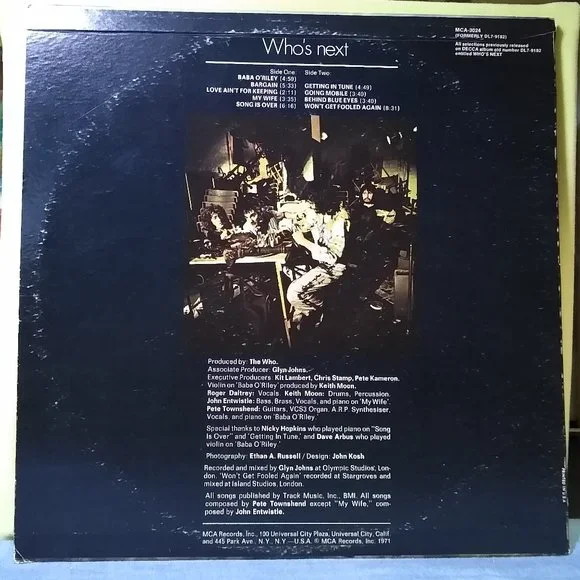 MCA-3024
(FORMERLY DL7-9182)
All selections previously released
on DECCA album old number DL7-9182
entitled WHO'S NEXT
Who's next
Side One:
BABA O'RILEY (4:59)
BARGAIN (5:33)
LOVE AIN'T FOR KEEPING (2:11)
MY WIFE (3:35)
SONG IS OVER (6:16)
Side Two:
GETTING IN TUNE (4:49)
GOING MOBILE (3:40)
BEHIND BLUE EYES (3:40)
WON'T GET FOOLED AGAIN (8:31)
Produced by: The Who.
Associate Producer: Glyn Johns.
Executive Producers: Kit Lambert, Chris Stamp, Pete Kameron.
Violin on 'Baba O'Riley' produced by Keith Moon.
Roger Daltrey: Vocals. Keith Moon: Drums, Percussion.
John Entwistle: Bass, Brass, Vocals, and piano on 'My Wife'.
Pete Townshend: Guitars, VCS3 Organ, A.R.P. Synthesiser,
Vocals, and piano on 'Baba O'Riley.'
Special thanks to Nicky Hopkins who played piano on "Song
Is Over" and 'Getting In Tune,' and Dave Arbus who played
violin on 'Baba O'Riley.'
Photography: Ethan A. Russell / Design: John Kosh
Recorded and mixed by Glyn Johns at Olympic Studios, Lon-
don. 'Won't Get Fooled Again' recorded at Stargroves and
mixed at Island Studios, London.
All songs published by Track Music, Inc., BMI. All songs
composed by Pete Townshend except "My Wife," com-
posed by John Entwistle.
MCA Records, Inc., 100 Universal City Plaza, Universal City, Calif.
and 445 Park Ave., N.Y., N.Y.—U.S.A. ℗ MCA Records, Inc. 1971